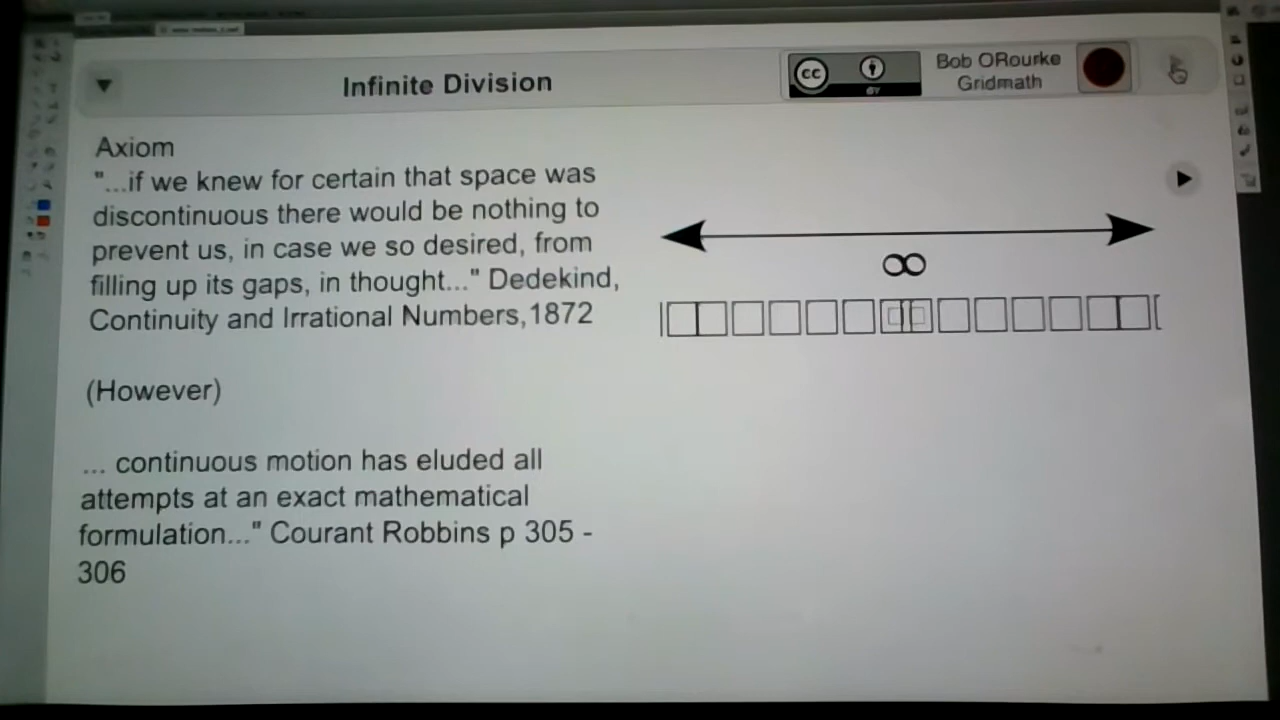 Infinite Division
cc
BY
Bob ORourke
Gridmath
Axiom
"...if we knew for certain that space was
discontinuous there would be nothing to
prevent us, in case we so desired, from
filling up its gaps, in thought..." Dedekind,
Continuity and Irrational Numbers,1872
∞
(However)
... continuous motion has eluded all
attempts at an exact mathematical
formulation..." Courant Robbins p 305 -
306